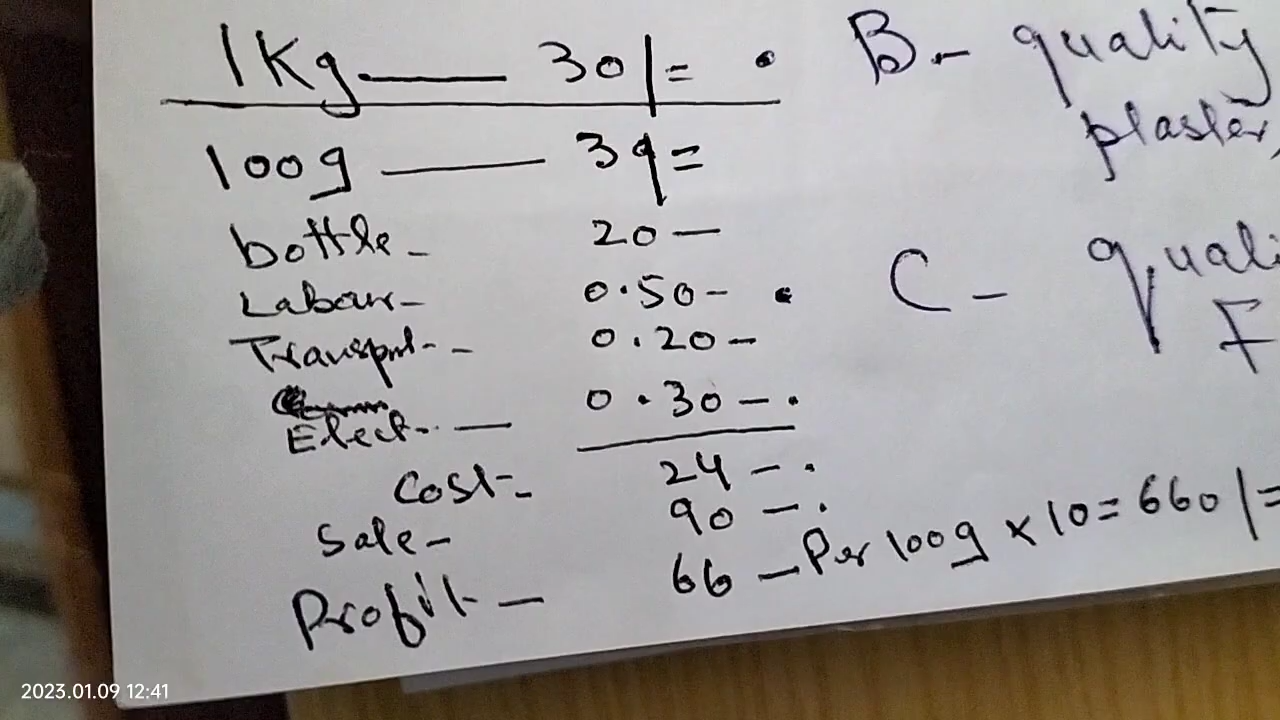 1Kg —— 30/=
100g —— 3/=
bottle - 20 —
Labour - 0.50 -
Transport - 0.20 -
Elect. — 0.30 -
Cost - 24 -
Sale - 90 -
Profit - 66 — Per 100g x 10 = 660/=
B - quality
plaster,
C - quali
F
2023.01.09 12:41